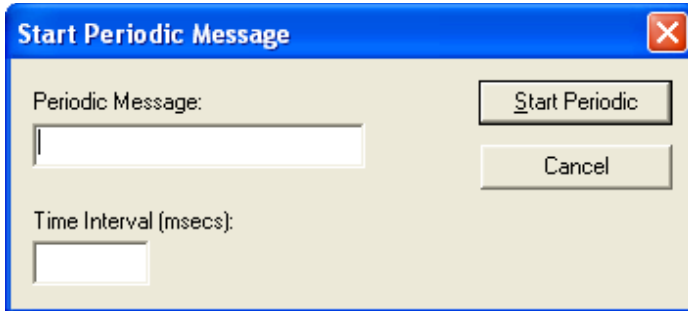 Start Periodic Message
Periodic Message:
Start Periodic
Cancel
Time Interval (msecs):